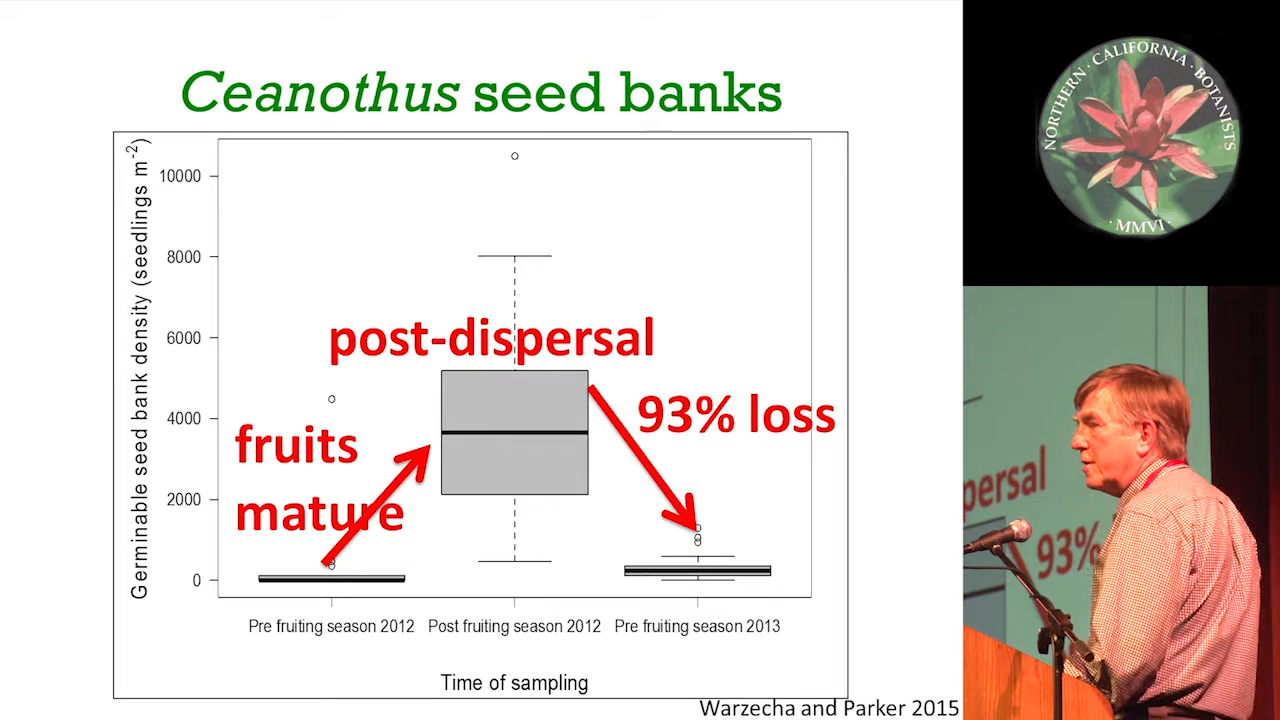 Ceanothus seed banks
Germinable seed bank density (seedlings m-2)
10000
8000
6000
4000
2000
0
post-dispersal
93% loss
fruits
mature
Pre fruiting season 2012
Post fruiting season 2012
Pre fruiting season 2013
Time of sampling
Warzecha and Parker 2015
NORTHERN · CALIFORNIA · BOTANISTS
· MMVI ·
persal
93%